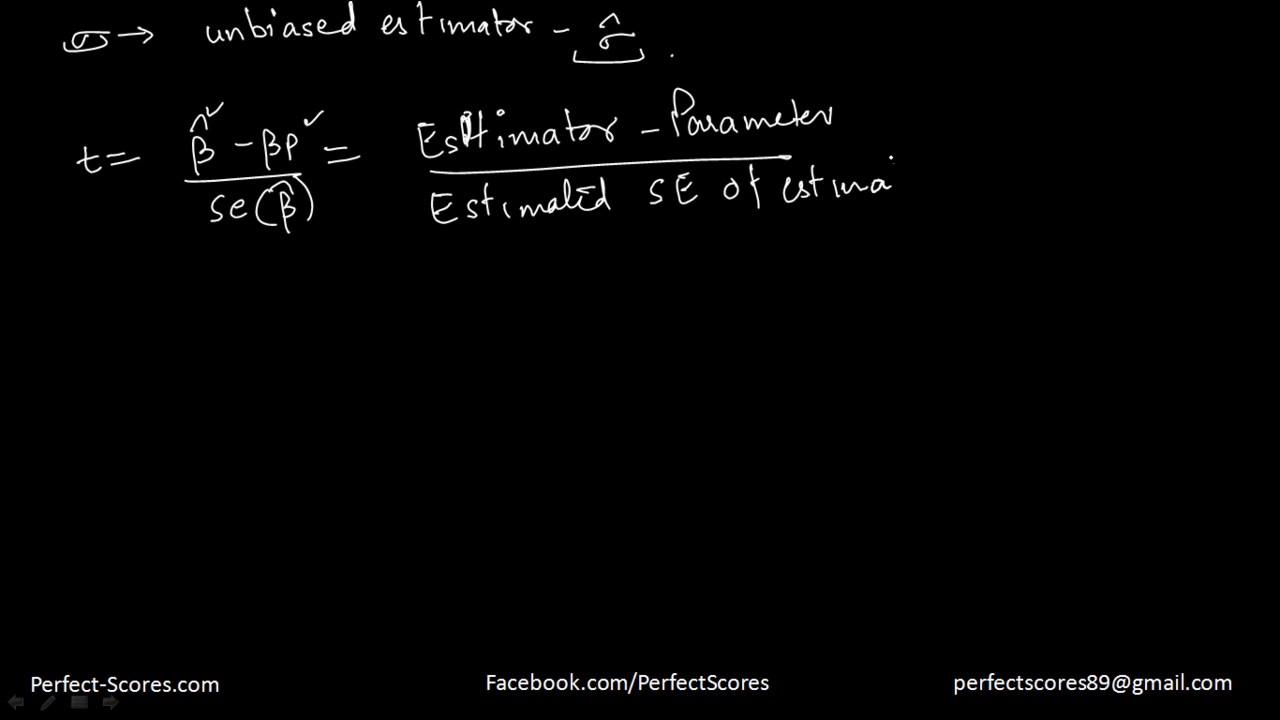 σ → unbiased estimator - σ̂ .
t = β̂ - βp / se(β̂) = Estimator - Parameter / Estimated SE of estima
Perfect-Scores.com Facebook.com/PerfectScores perfectscores89@gmail.com